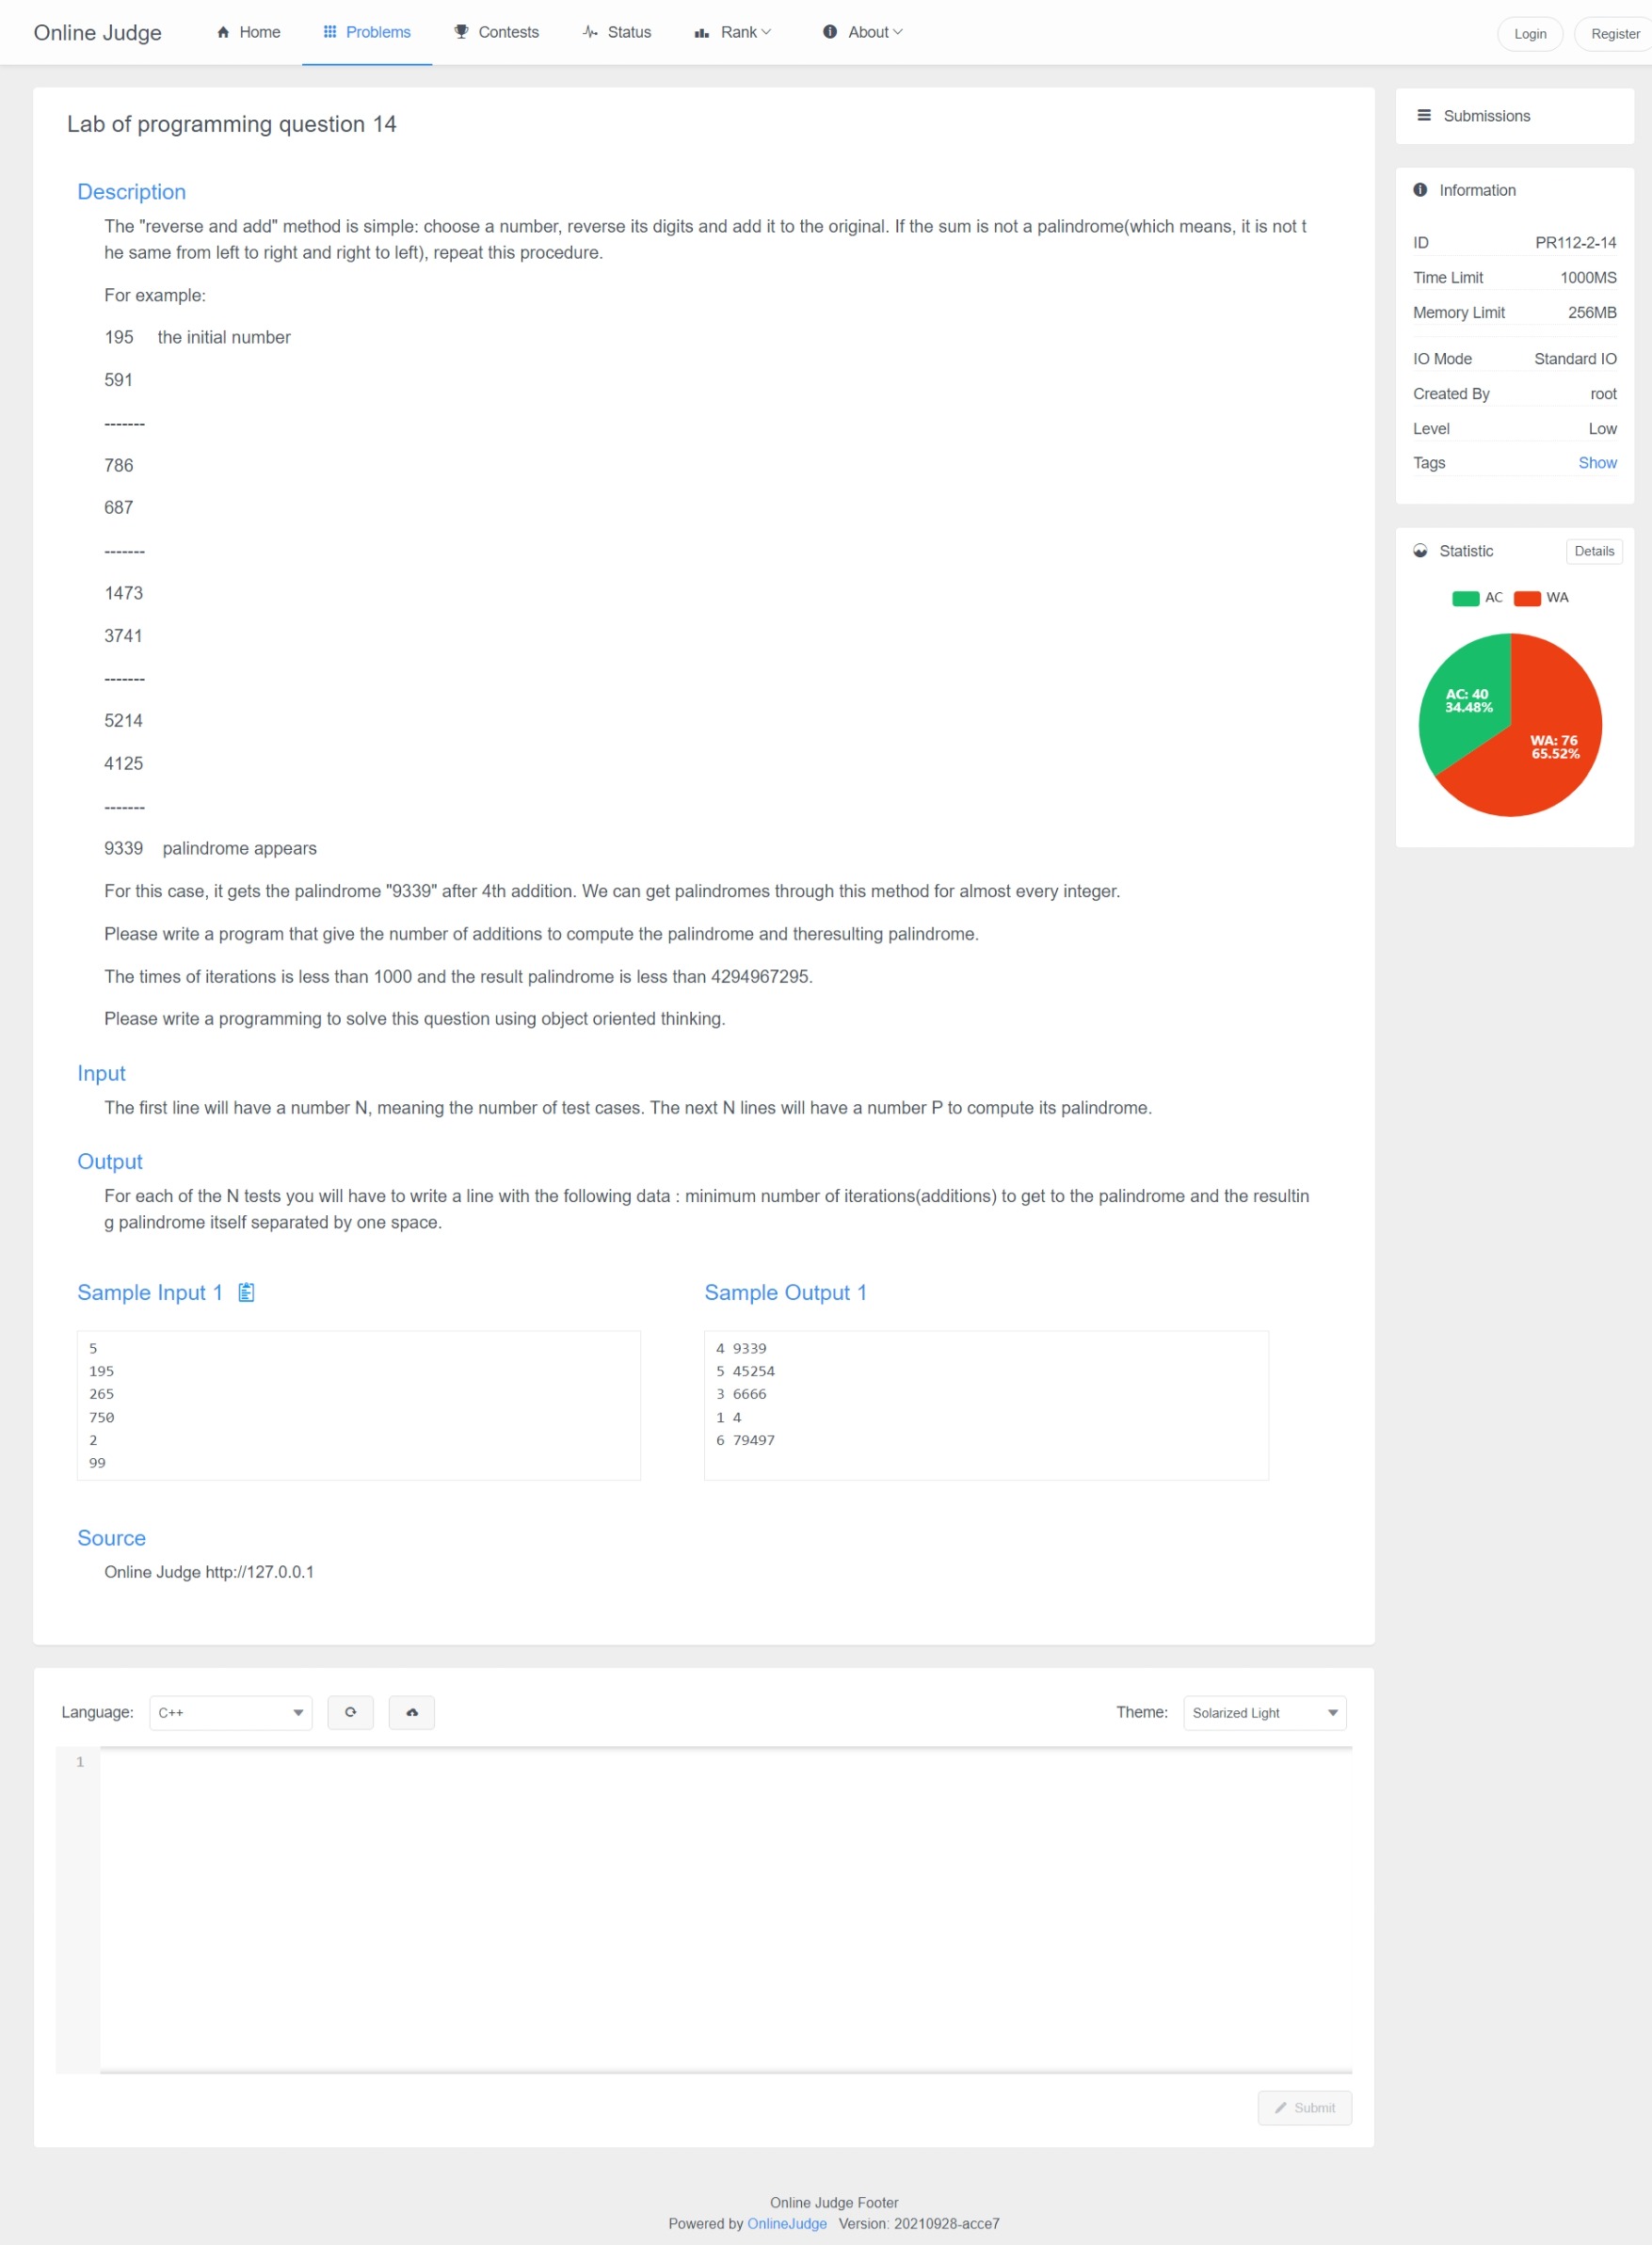 Online Judge
Home
Problems
Contests
Status
Rank
About
Login
Register
Lab of programming question 14
Description
The "reverse and add" method is simple: choose a number, reverse its digits and add it to the original. If the sum is not a palindrome(which means, it is not t
he same from left to right and right to left), repeat this procedure.
For example:
195 the initial number
591
-------
786
687
-------
1473
3741
-------
5214
4125
-------
9339 palindrome appears
For this case, it gets the palindrome "9339" after 4th addition. We can get palindromes through this method for almost every integer.
Please write a program that give the number of additions to compute the palindrome and theresulting palindrome.
The times of iterations is less than 1000 and the result palindrome is less than 4294967295.
Please write a programming to solve this question using object oriented thinking.
Input
The first line will have a number N, meaning the number of test cases. The next N lines will have a number P to compute its palindrome.
Output
For each of the N tests you will have to write a line with the following data : minimum number of iterations(additions) to get to the palindrome and the resultin
g palindrome itself separated by one space.
Sample Input 1
5
195
265
750
2
99
Sample Output 1
4 9339
5 45254
3 6666
1 4
6 79497
Source
Online Judge http://127.0.0.1
Submissions
Information
ID PR112-2-14
Time Limit 1000MS
Memory Limit 256MB
IO Mode Standard IO
Created By root
Level Low
Tags Show
Statistic
Details
AC WA
AC: 40
34.48%
WA: 76
65.52%
Language: C++
Theme: Solarized Light
1
Submit
Online Judge Footer
Powered by OnlineJudge Version: 20210928-acce7